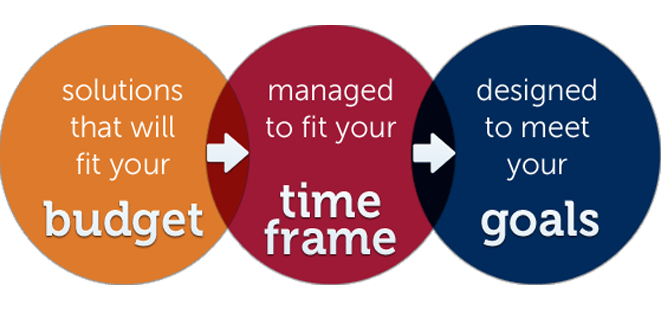 solutions
that will
fit your
budget
managed
to fit your
time
frame
designed
to meet
your
goals